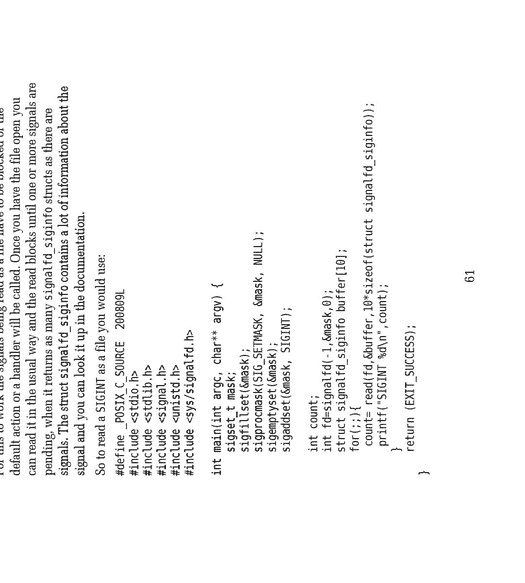 For this to work the signals being read as a file have to be blocked or the
default action or a handler will be called. Once you have the file open you
can read it in the usual way and the read blocks until one or more signals are
pending, when it returns as many signalfd_siginfo structs as there are
signals. The struct signalfd_siginfo contains a lot of information about the
signal and you can look it up in the documentation.
So to read a SIGINT as a file you would use:
#define _POSIX_C_SOURCE  200809L
#include <stdio.h>
#include <stdlib.h>
#include <signal.h>
#include <unistd.h>
#include <sys/signalfd.h>
int main(int argc, char** argv) {
sigset_t mask;
sigfillset(&mask);
sigprocmask(SIG_SETMASK, &mask, NULL);
sigemptyset(&mask);
sigaddset(&mask, SIGINT);
int count;
int fd=signalfd(-1,&mask,0);
struct signalfd_siginfo buffer[10];
for(;;){
count= read(fd,&buffer,10*sizeof(struct signalfd_siginfo));
printf("SIGINT %d\n",count);
}
return (EXIT_SUCCESS);
}
61